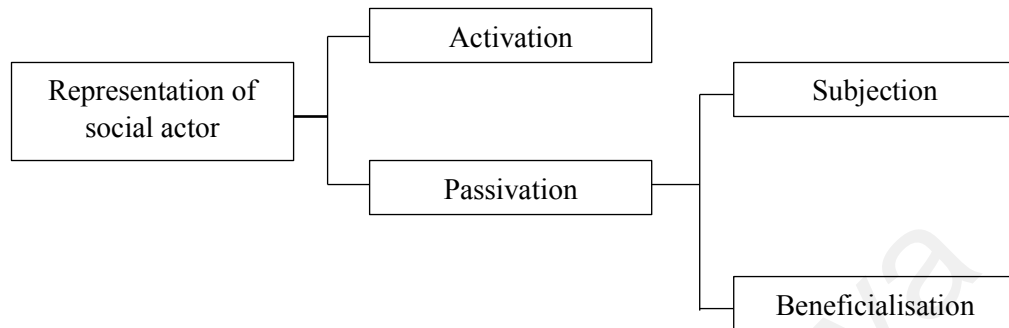 Activation
Representation of
social actor
Subjection
Passivation
Beneficialisation